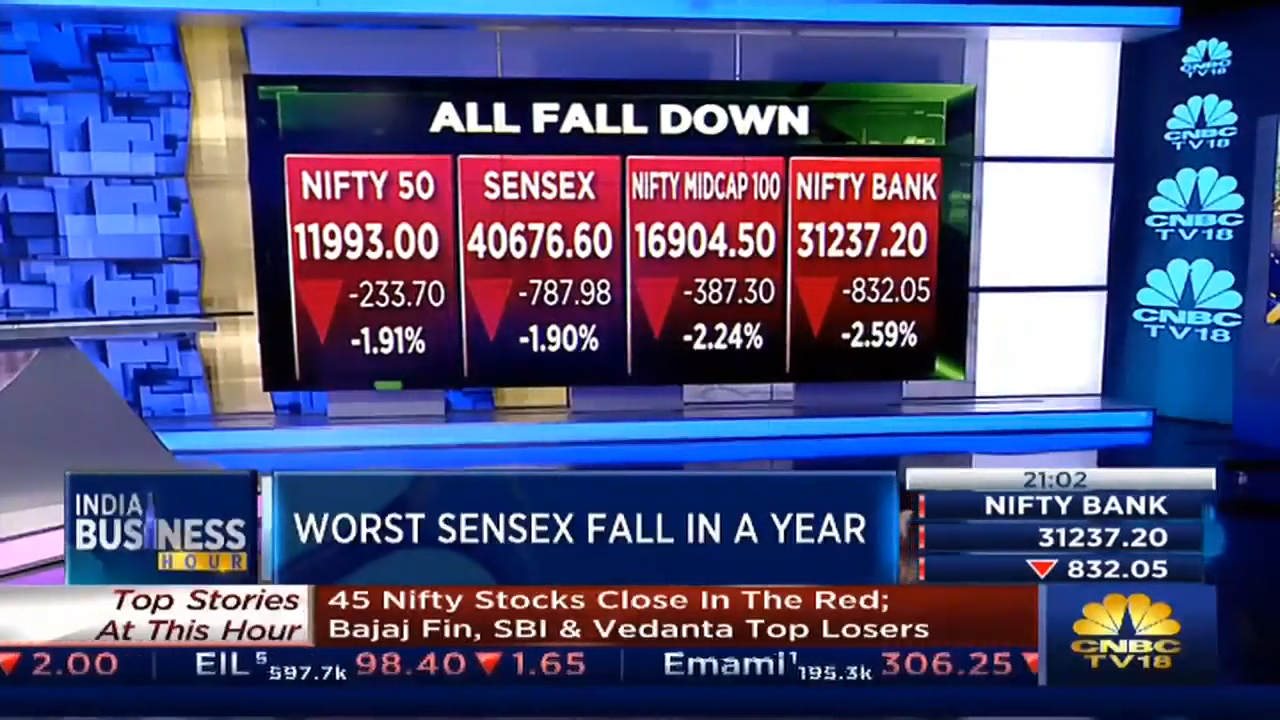 ALL FALL DOWN
NIFTY 50
11993.00
-233.70
-1.91%
SENSEX
40676.60
-787.98
-1.90%
NIFTY MIDCAP 100
16904.50
-387.30
-2.24%
NIFTY BANK
31237.20
-832.05
-2.59%
CNBC
TV18
CNBC
TV18
CNBC
TV18
CNBC
TV18
INDIA
BUSINESS
HOUR
WORST SENSEX FALL IN A YEAR
21:02
NIFTY BANK
31237.20
832.05
Top Stories
At This Hour
45 Nifty Stocks Close In The Red;
Bajaj Fin, SBI & Vedanta Top Losers
CNBC
TV18
2.00 EIL 5 597.7k 98.40 1.65 Emami 1 195.3k 306.25